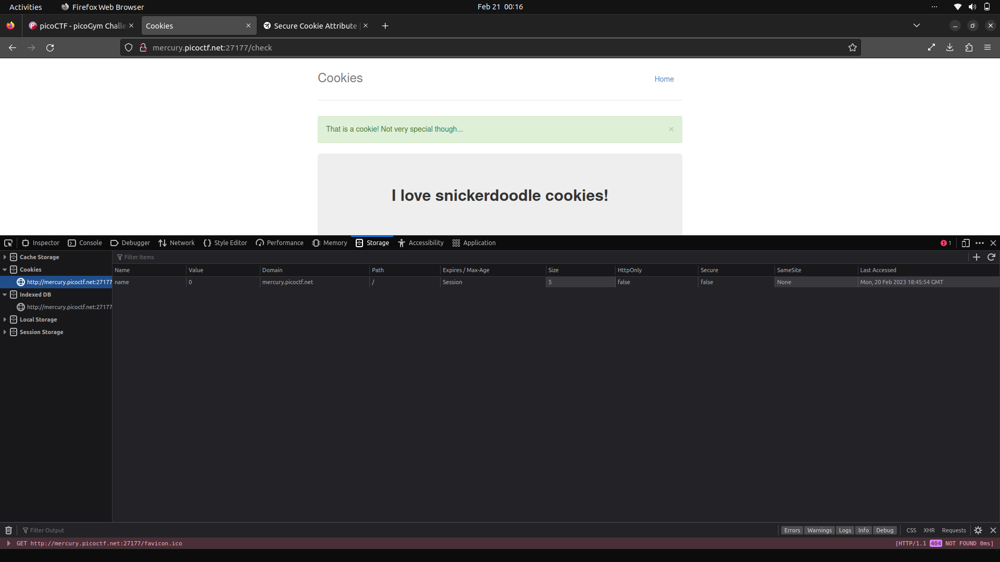 Activities Firefox Web Browser Feb 21 00:16
picoCTF - picoGym Challe Cookies Secure Cookie Attribute |
mercury.picoctf.net:27177/check
Cookies Home
That is a cookie! Not very special though... ×
I love snickerdoodle cookies!
Inspector Console Debugger Network Style Editor Performance Memory Storage Accessibility Application 1
Cache Storage Filter Items
Cookies Name Value Domain Path Expires / Max-Age Size HttpOnly Secure SameSite Last Accessed
http://mercury.picoctf.net:27177 name 0 mercury.picoctf.net / Session 5 false false None Mon, 20 Feb 2023 18:45:54 GMT
Indexed DB
http://mercury.picoctf.net:27177
Local Storage
Session Storage
Filter Output Errors Warnings Logs Info Debug CSS XHR Requests
GET http://mercury.picoctf.net:27177/favicon.ico [HTTP/1.1 404 NOT FOUND 0ms]